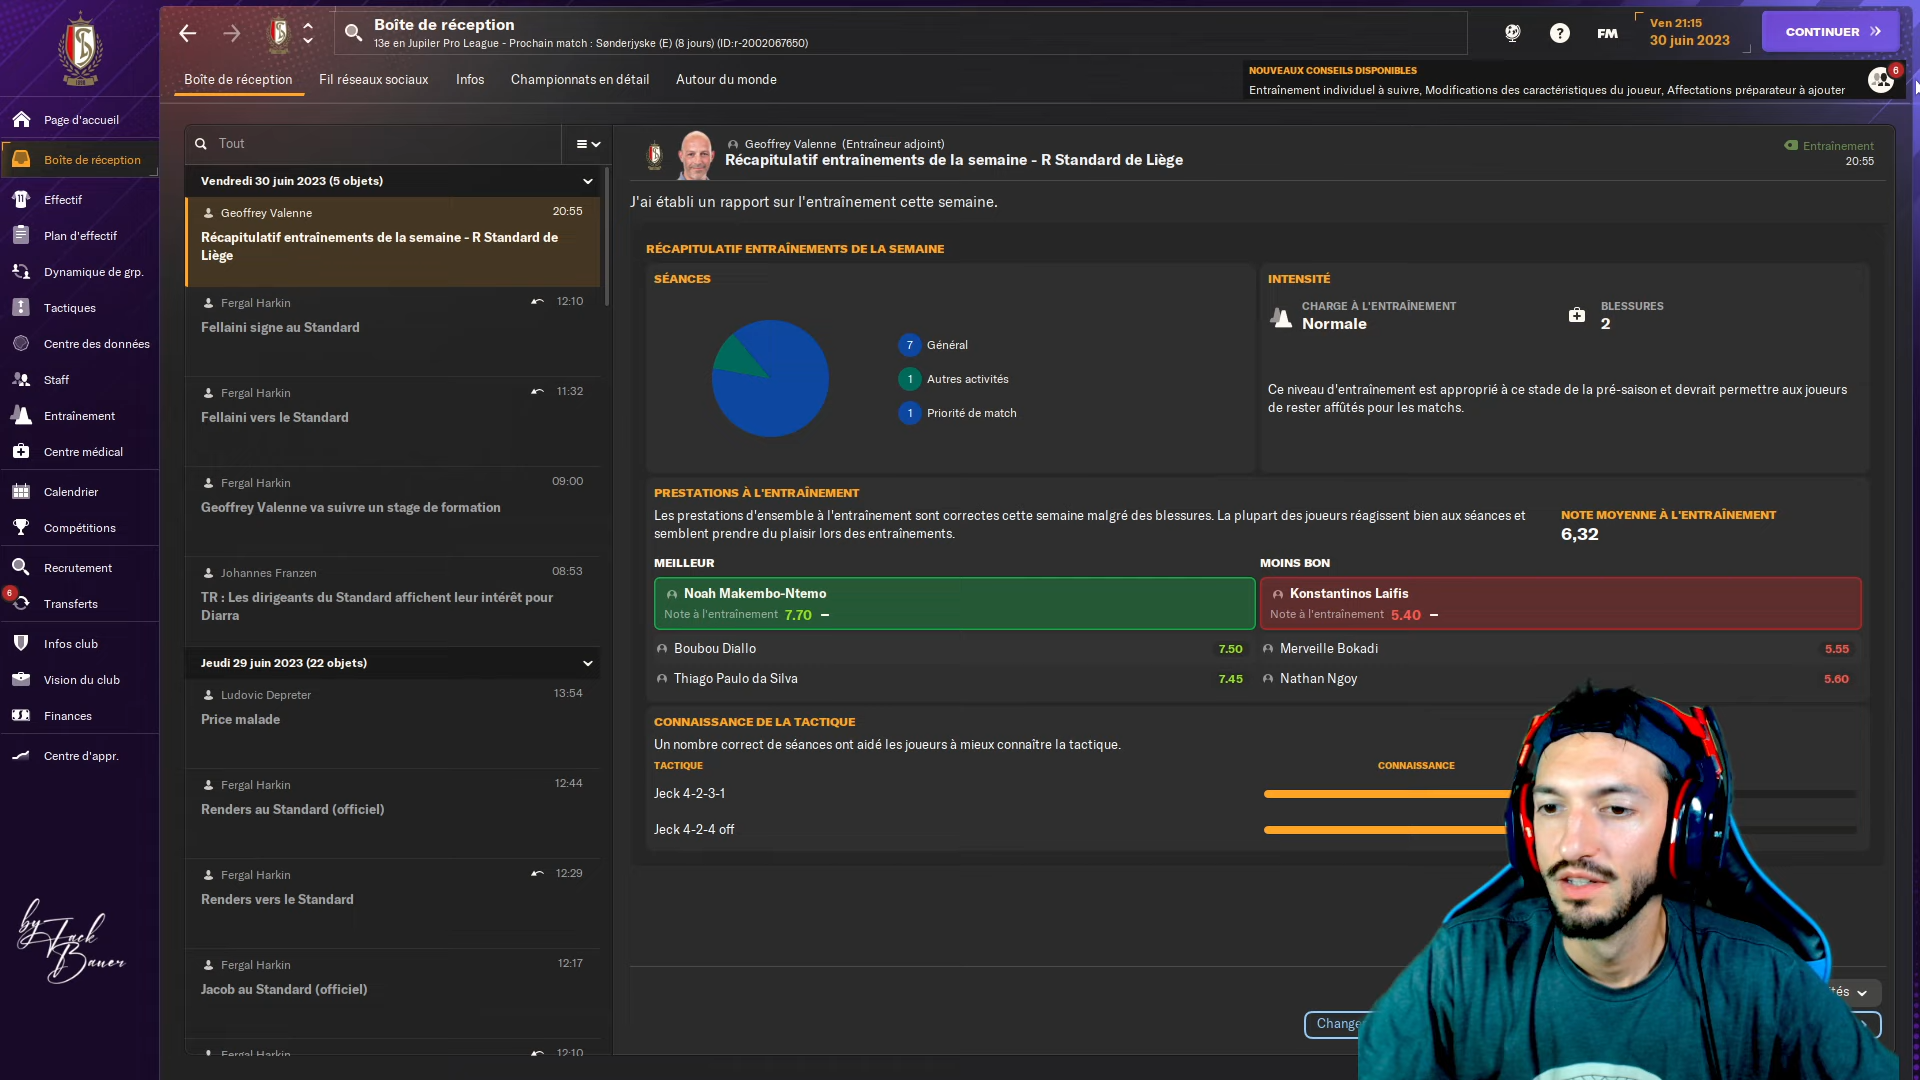 Boîte de réception
13e en Jupiler Pro League - Prochain match : Sønderjyske (E) (8 jours) (ID:r-2002067650)
FM
Ven 21:15
30 juin 2023
CONTINUER
Boîte de réception
Fil réseaux sociaux
Infos
Championnats en détail
Autour du monde
NOUVEAUX CONSEILS DISPONIBLES
Entraînement individuel à suivre, Modifications des caractéristiques du joueur, Affectations préparateur à ajouter
6
Page d'accueil
Boîte de réception
Effectif
Plan d'effectif
Dynamique de grp.
Tactiques
Centre des données
Staff
Entraînement
Centre médical
Calendrier
Compétitions
Recrutement
6
Transferts
Infos club
Vision du club
Finances
Centre d'appr.
by Jack Bauer
Tout
Vendredi 30 juin 2023 (5 objets)
Geoffrey Valenne
20:55
Récapitulatif entraînements de la semaine - R Standard de
Liège
Fergal Harkin
12:10
Fellaini signe au Standard
Fergal Harkin
11:32
Fellaini vers le Standard
Fergal Harkin
09:00
Geoffrey Valenne va suivre un stage de formation
Johannes Franzen
08:53
TR : Les dirigeants du Standard affichent leur intérêt pour
Diarra
Jeudi 29 juin 2023 (22 objets)
Ludovic Depreter
13:54
Price malade
Fergal Harkin
12:44
Renders au Standard (officiel)
Fergal Harkin
12:29
Renders vers le Standard
Fergal Harkin
12:17
Jacob au Standard (officiel)
Fergal Harkin
12:10
Geoffrey Valenne (Entraîneur adjoint)
Récapitulatif entraînements de la semaine - R Standard de Liège
Entraînement
20:55
J'ai établi un rapport sur l'entraînement cette semaine.
RÉCAPITULATIF ENTRAÎNEMENTS DE LA SEMAINE
SÉANCES
7 Général
1 Autres activités
1 Priorité de match
INTENSITÉ
CHARGE À L'ENTRAÎNEMENT
Normale
BLESSURES
2
Ce niveau d'entraînement est approprié à ce stade de la pré-saison et devrait permettre aux joueurs
de rester affûtés pour les matchs.
PRESTATIONS À L'ENTRAÎNEMENT
Les prestations d'ensemble à l'entraînement sont correctes cette semaine malgré des blessures. La plupart des joueurs réagissent bien aux séances et
semblent prendre du plaisir lors des entraînements.
NOTE MOYENNE À L'ENTRAÎNEMENT
6,32
MEILLEUR
Noah Makembo-Ntemo
Note à l'entraînement 7.70 –
Boubou Diallo 7.50
Thiago Paulo da Silva 7.45
MOINS BON
Konstantinos Laifis
Note à l'entraînement 5.40 –
Merveille Bokadi 5.55
Nathan Ngoy 5.60
CONNAISSANCE DE LA TACTIQUE
Un nombre correct de séances ont aidé les joueurs à mieux connaître la tactique.
TACTIQUE
CONNAISSANCE
Jeck 4-2-3-1
Jeck 4-2-4 off